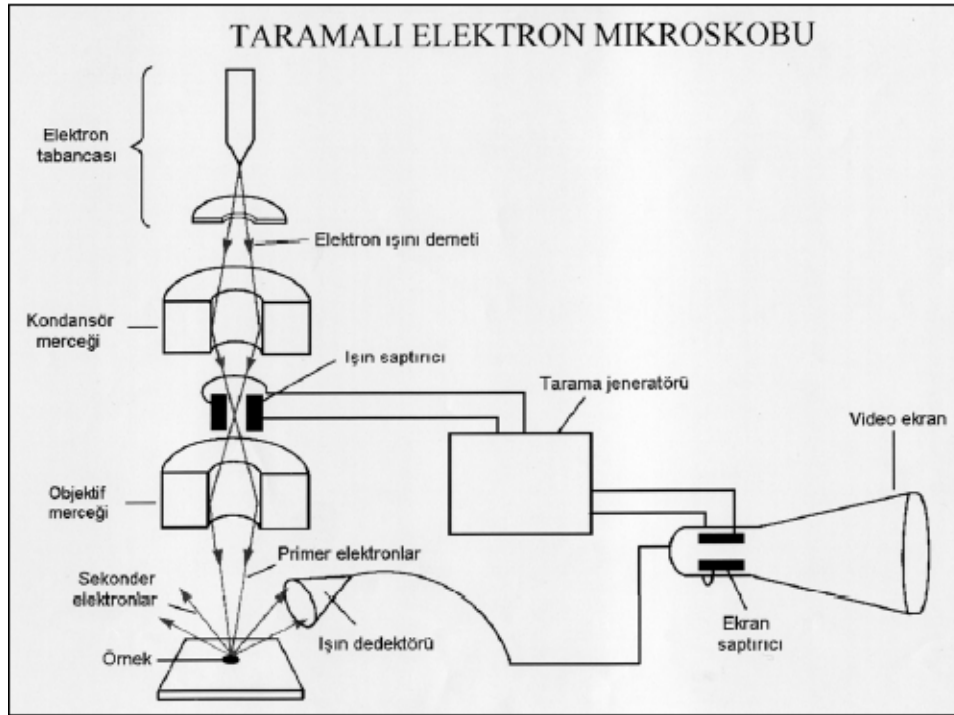 TARAMALI ELEKTRON MIKROSKOBU
Elektron
tabancası
Elektron ışını demeti
Kondansör
merceği
Işın saptırıcı
Tarama jeneratörü
Video ekran
Objektif
merceği
Primer elektronlar
Sekonder
elektronlar
Işın dedektörü
Ekran
saptırıcı
Örnek